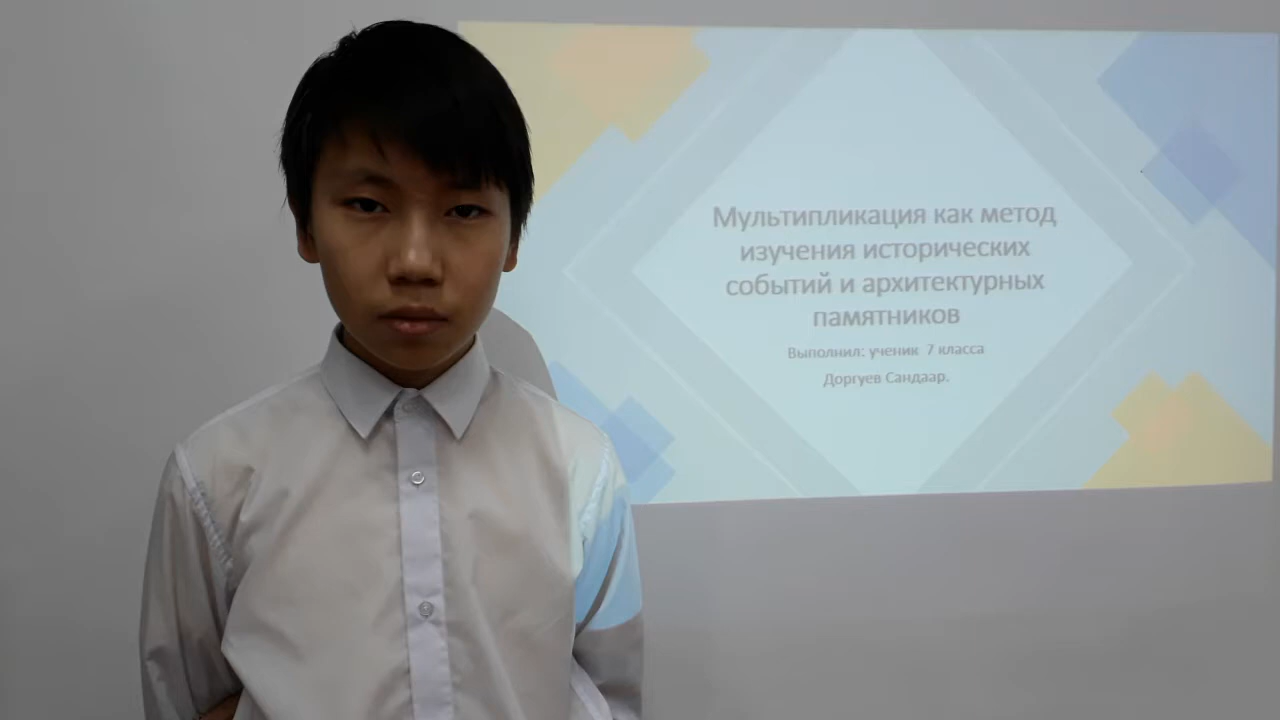 Мультипликация как метод
изучения исторических
событий и архитектурных
памятников
Выполнил: ученик 7 класса
Доргуев Сандаар.